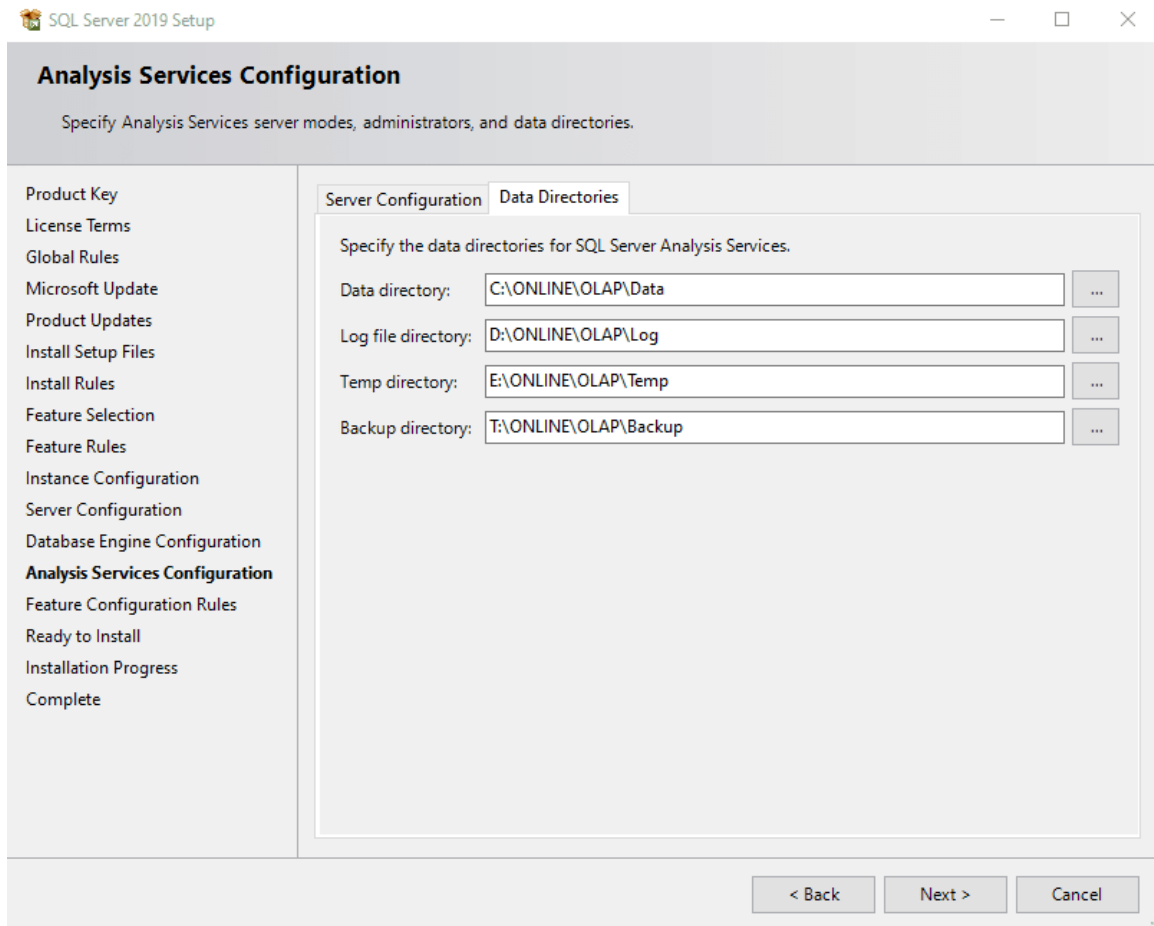 SQL Server 2019 Setup
Analysis Services Configuration
Specify Analysis Services server modes, administrators, and data directories.
Product Key
License Terms
Global Rules
Microsoft Update
Product Updates
Install Setup Files
Install Rules
Feature Selection
Feature Rules
Instance Configuration
Server Configuration
Database Engine Configuration
Analysis Services Configuration
Feature Configuration Rules
Ready to Install
Installation Progress
Complete
Server Configuration Data Directories
Specify the data directories for SQL Server Analysis Services.
Data directory: C:\ONLINE\OLAP\Data ...
Log file directory: D:\ONLINE\OLAP\Log ...
Temp directory: E:\ONLINE\OLAP\Temp ...
Backup directory: T:\ONLINE\OLAP\Backup ...
< Back Next > Cancel